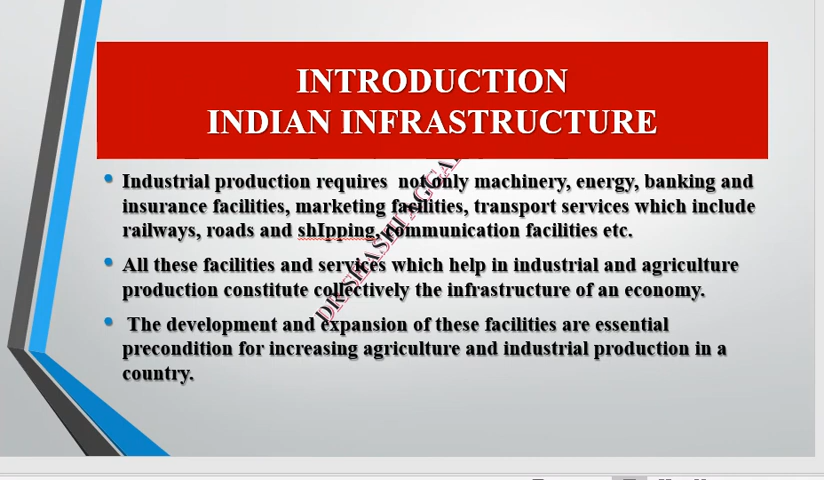 INTRODUCTION
INDIAN INFRASTRUCTURE
Industrial production requires not only machinery, energy, banking and
insurance facilities, marketing facilities, transport services which include
railways, roads and shIpping, communication facilities etc.
All these facilities and services which help in industrial and agriculture
production constitute collectively the infrastructure of an economy.
The development and expansion of these facilities are essential
precondition for increasing agriculture and industrial production in a
country.